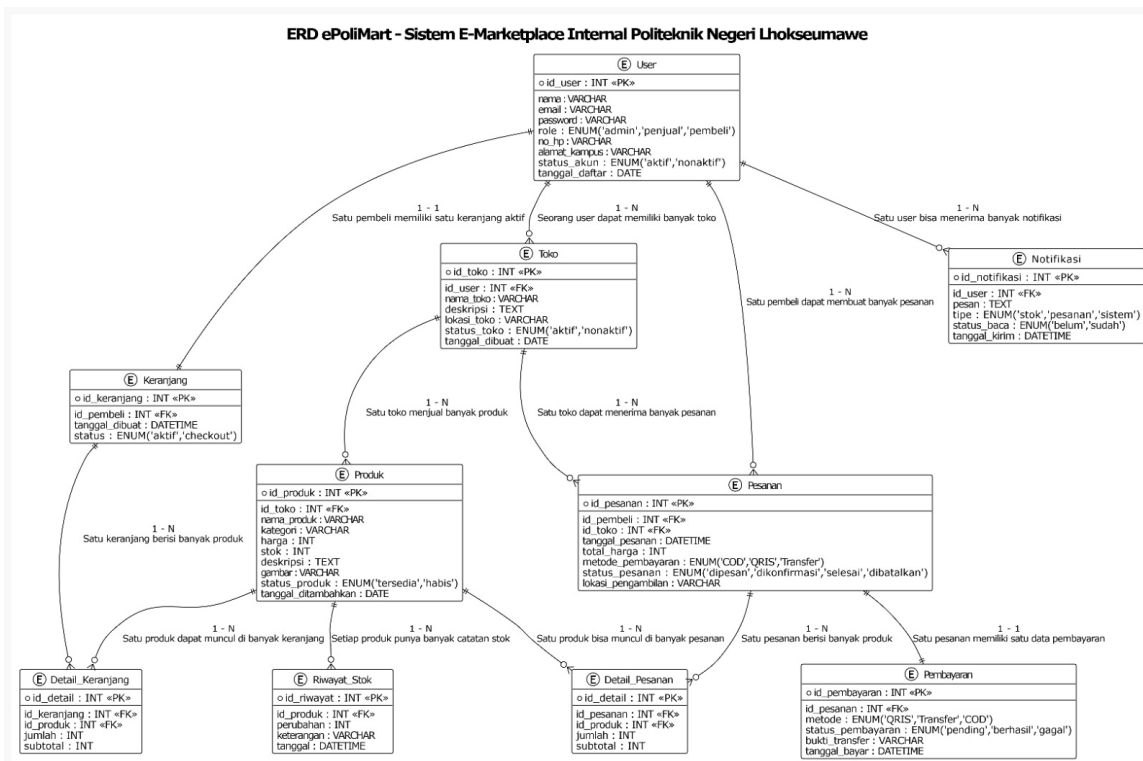 ERD ePoliMart - Sistem E-Marketplace Internal Politeknik Negeri Lhokseumawe
E User
id_user : INT «PK»
nama : VARCHAR
email : VARCHAR
password : VARCHAR
role : ENUM('admin','penjual','pembeli')
no_hp : VARCHAR
alamat_kampus : VARCHAR
status_akun : ENUM('aktif','nonaktif')
tanggal_daftar : DATE
1 - 1
Satu pembeli memiliki satu keranjang aktif
1 - N
Seorang user dapat memiliki banyak toko
1 - N
Satu user bisa menerima banyak notifikasi
E Toko
id_toko : INT «PK»
id_user : INT «FK»
nama_toko : VARCHAR
deskripsi : TEXT
lokasi_toko : VARCHAR
status_toko : ENUM('aktif','nonaktif')
tanggal_dibuat : DATE
1 - N
Satu pembeli dapat membuat banyak pesanan
E Notifikasi
id_notifikasi : INT «PK»
id_user : INT «FK»
pesan : TEXT
tipe : ENUM('stok','pesanan','sistem')
status_baca : ENUM('belum','sudah')
tanggal_kirim : DATETIME
E Keranjang
id_keranjang : INT «PK»
id_pembeli : INT «FK»
tanggal_dibuat : DATETIME
status : ENUM('aktif','checkout')
1 - N
Satu toko menjual banyak produk
1 - N
Satu toko dapat menerima banyak pesanan
E Produk
id_produk : INT «PK»
id_toko : INT «FK»
nama_produk : VARCHAR
kategori : VARCHAR
harga : INT
stok : INT
deskripsi : TEXT
gambar : VARCHAR
status_produk : ENUM('tersedia','habis')
tanggal_ditambahkan : DATE
E Pesanan
id_pesanan : INT «PK»
id_pembeli : INT «FK»
id_toko : INT «FK»
tanggal_pesanan : DATETIME
total_harga : INT
metode_pembayaran : ENUM('COD','QRIS','Transfer')
status_pesanan : ENUM('dipesan','dikonfirmasi','selesai','dibatalkan')
lokasi_pengambilan : VARCHAR
1 - N
Satu keranjang berisi banyak produk
1 - N
Satu produk dapat muncul di banyak keranjang
1 - N
Setiap produk punya banyak catatan stok
1 - N
Satu produk bisa muncul di banyak pesanan
1 - N
Satu pesanan berisi banyak produk
1 - 1
Satu pesanan memiliki satu data pembayaran
E Detail_Keranjang
id_detail : INT «PK»
id_keranjang : INT «FK»
id_produk : INT «FK»
jumlah : INT
subtotal : INT
E Riwayat_Stok
id_riwayat : INT «PK»
id_produk : INT «FK»
perubahan : INT
keterangan : VARCHAR
tanggal : DATETIME
E Detail_Pesanan
id_detail : INT «PK»
id_pesanan : INT «FK»
id_produk : INT «FK»
jumlah : INT
subtotal : INT
E Pembayaran
id_pembayaran : INT «PK»
id_pesanan : INT «FK»
metode : ENUM('QRIS','Transfer','COD')
status_pembayaran : ENUM('pending','berhasil','gagal')
bukti_transfer : VARCHAR
tanggal_bayar : DATETIME